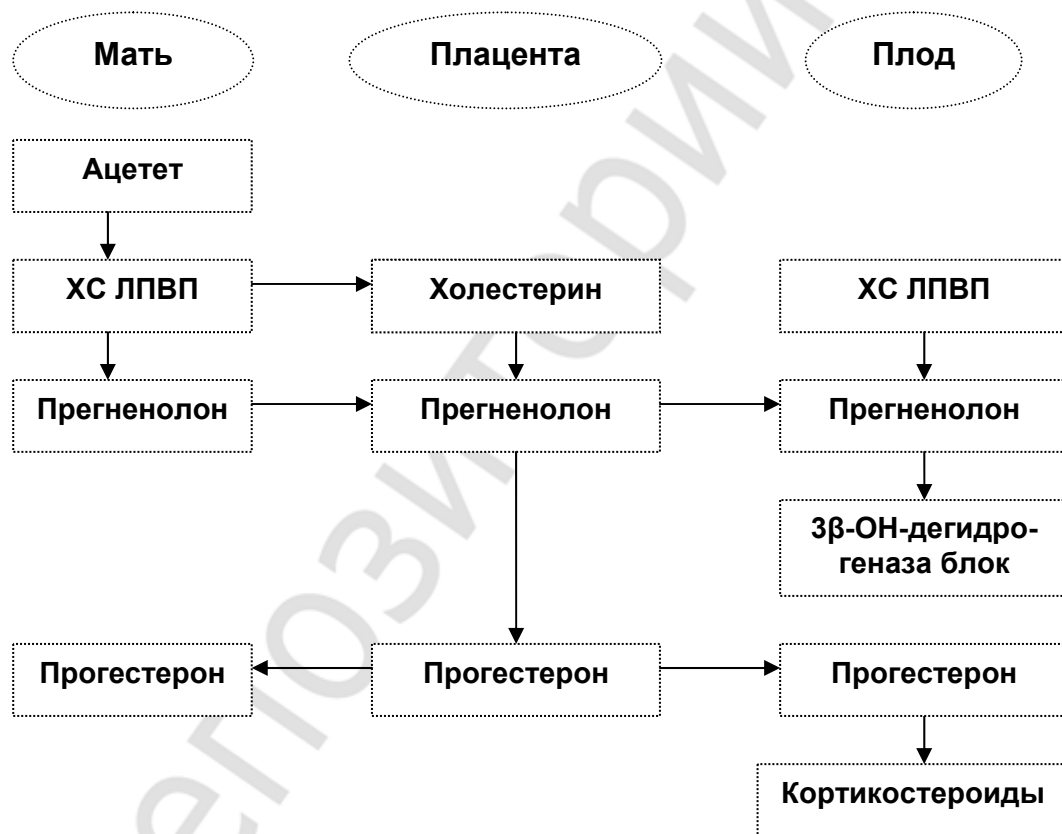 Мать Плацента Плод
Ацетет
ХС ЛПВП Холестерин ХС ЛПВП
Прегненолон Прегненолон Прегненолон
3β-ОН-дегидро-
геназа блок
Прогестерон Прогестерон Прогестерон
Кортикостероиды